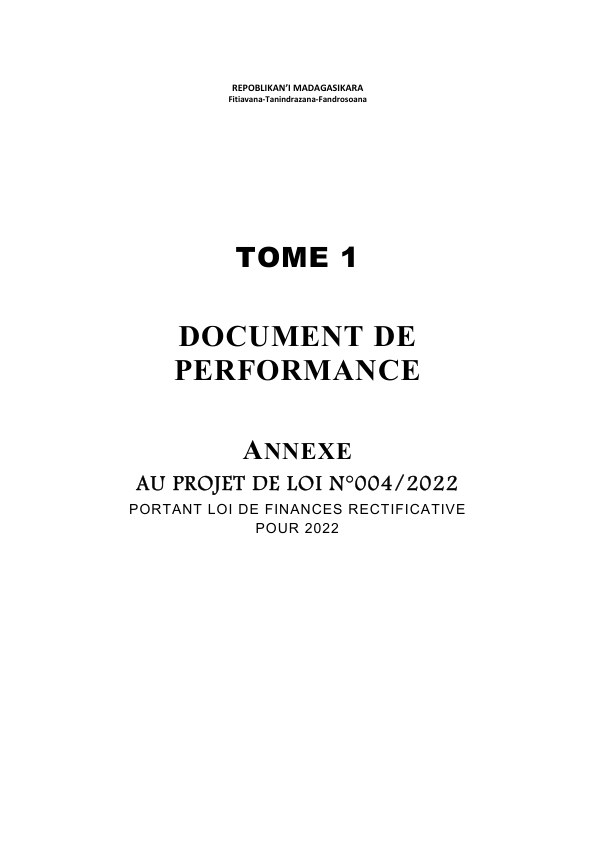 REPOBLIKAN'I MADAGASIKARA
Fitiavana-Tanindrazana-Fandrosoana
TOME 1
DOCUMENT DE
PERFORMANCE
ANNEXE
AU PROJET DE LOI N°004/2022
PORTANT LOI DE FINANCES RECTIFICATIVE
POUR 2022